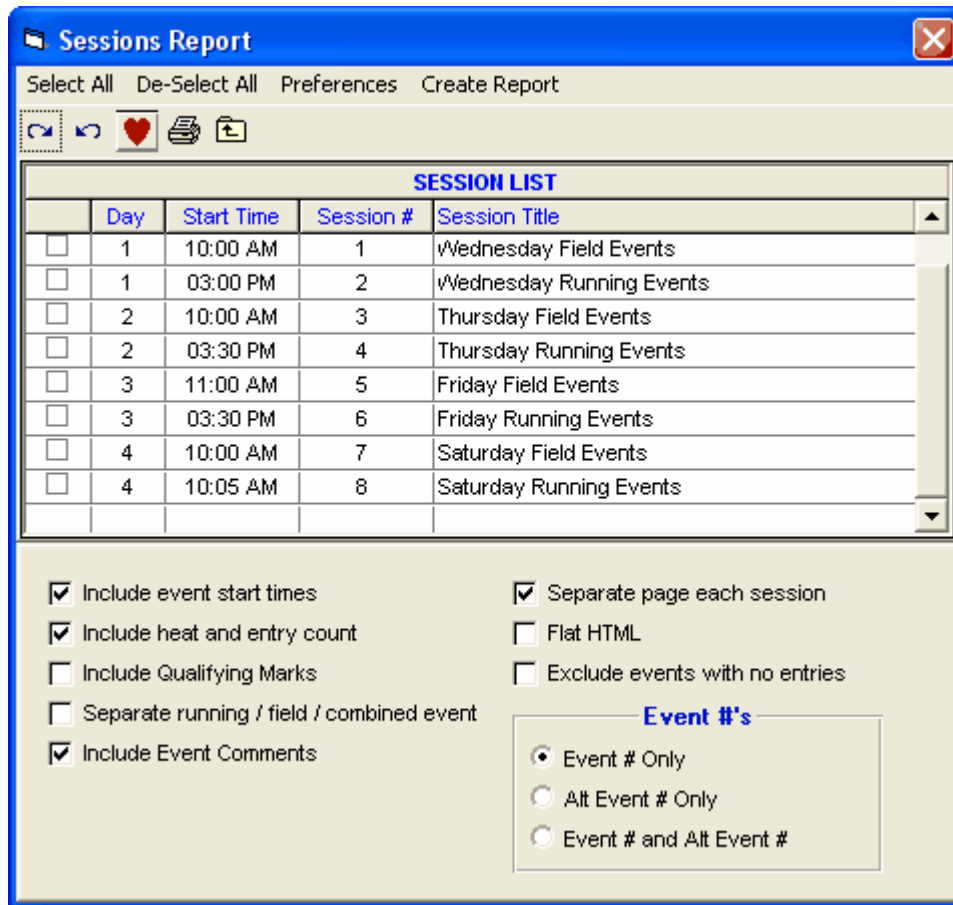 Sessions Report
Select All De-Select All Preferences Create Report
SESSION LIST
Day Start Time Session # Session Title
1 10:00 AM 1 Wednesday Field Events
1 03:00 PM 2 Wednesday Running Events
2 10:00 AM 3 Thursday Field Events
2 03:30 PM 4 Thursday Running Events
3 11:00 AM 5 Friday Field Events
3 03:30 PM 6 Friday Running Events
4 10:00 AM 7 Saturday Field Events
4 10:05 AM 8 Saturday Running Events
Include event start times
Include heat and entry count
Include Qualifying Marks
Separate running / field / combined event
Include Event Comments
Separate page each session
Flat HTML
Exclude events with no entries
Event #'s
Event # Only
Alt Event # Only
Event # and Alt Event #